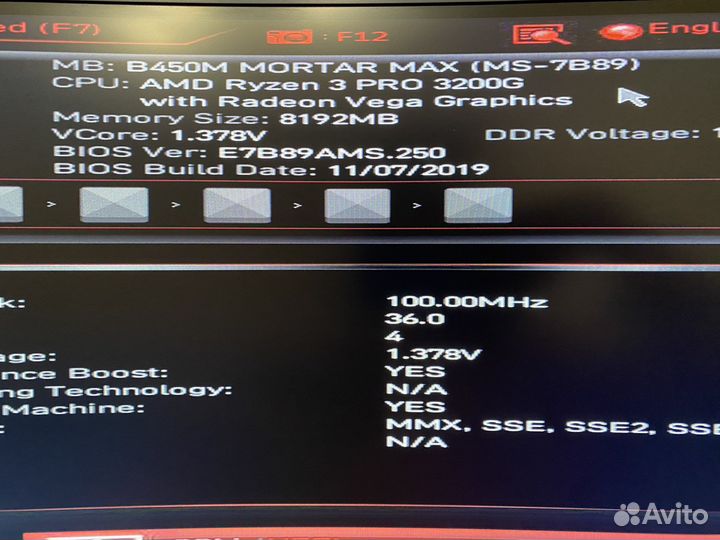 ed (F7)
: F12
Engl
MB: B450M MORTAR MAX (MS-7B89)
CPU: AMD Ryzen 3 PRO 3200G
with Radeon Vega Graphics
Memory Size: 8192MB
VCore: 1.378V DDR Voltage: 1
BIOS Ver: E7B89AMS.250
BIOS Build Date: 11/07/2019
> > > >
k: 100.00MHz
36.0
4
age: 1.378V
nce Boost: YES
ng Technology: N/A
Machine: YES
: MMX, SSE, SSE2, SSE
N/A
Avito